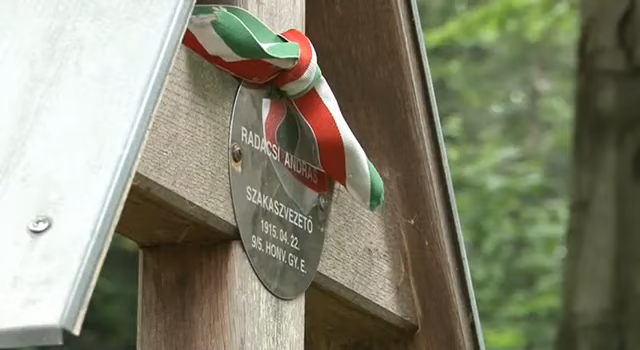 RADÁCSI ANDRÁS
SZAKASZVEZETŐ
1915. 04. 22.
9/5. HONV. GY. E.